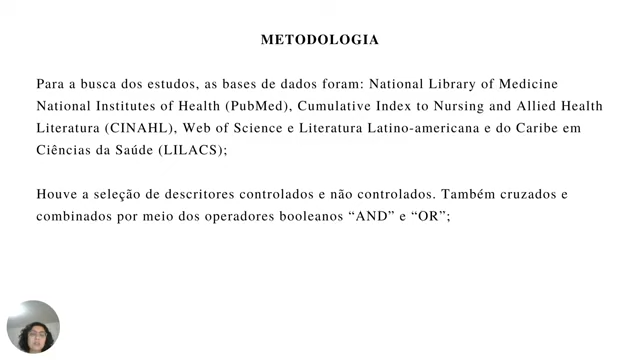 METODOLOGIA
Para a busca dos estudos, as bases de dados foram: National Library of Medicine
National Institutes of Health (PubMed), Cumulative Index to Nursing and Allied Health
Literatura (CINAHL), Web of Science e Literatura Latino-americana e do Caribe em
Ciências da Saúde (LILACS);
Houve a seleção de descritores controlados e não controlados. Também cruzados e
combinados por meio dos operadores booleanos “AND” e “OR”;